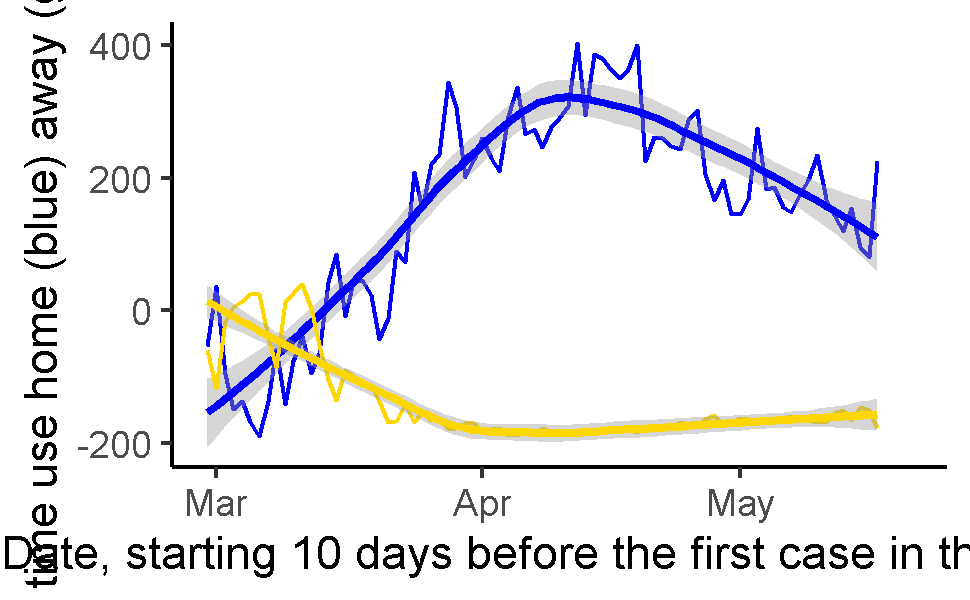 time use home (blue) away (
400
200
0
-200
Mar Apr May
Date, starting 10 days before the first case in th